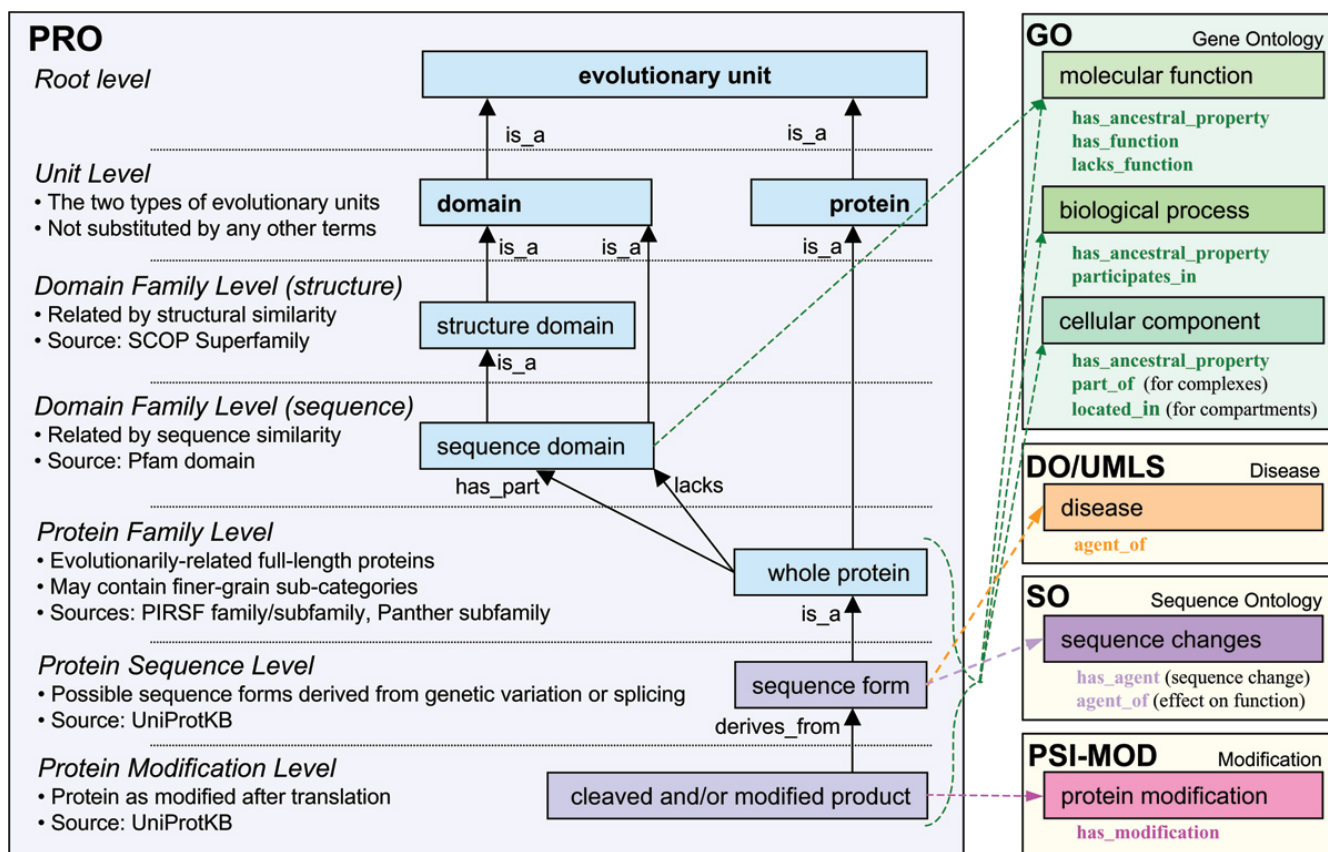 PRO
Root level
evolutionary unit
is_a
is_a
Unit Level
• The two types of evolutionary units
• Not substituted by any other terms
domain
protein
is_a
is_a
is_a
Domain Family Level (structure)
• Related by structural similarity
• Source: SCOP Superfamily
structure domain
is_a
Domain Family Level (sequence)
• Related by sequence similarity
• Source: Pfam domain
sequence domain
has_part
lacks
Protein Family Level
• Evolutionarily-related full-length proteins
• May contain finer-grain sub-categories
• Sources: PIRSF family/subfamily, Panther subfamily
whole protein
is_a
Protein Sequence Level
• Possible sequence forms derived from genetic variation or splicing
• Source: UniProtKB
sequence form
derives_from
Protein Modification Level
• Protein as modified after translation
• Source: UniProtKB
cleaved and/or modified product
GO Gene Ontology
molecular function
has_ancestral_property
has_function
lacks_function
biological process
has_ancestral_property
participates_in
cellular component
has_ancestral_property
part_of (for complexes)
located_in (for compartments)
DO/UMLS Disease
disease
agent_of
SO Sequence Ontology
sequence changes
has_agent (sequence change)
agent_of (effect on function)
PSI-MOD Modification
protein modification
has_modification